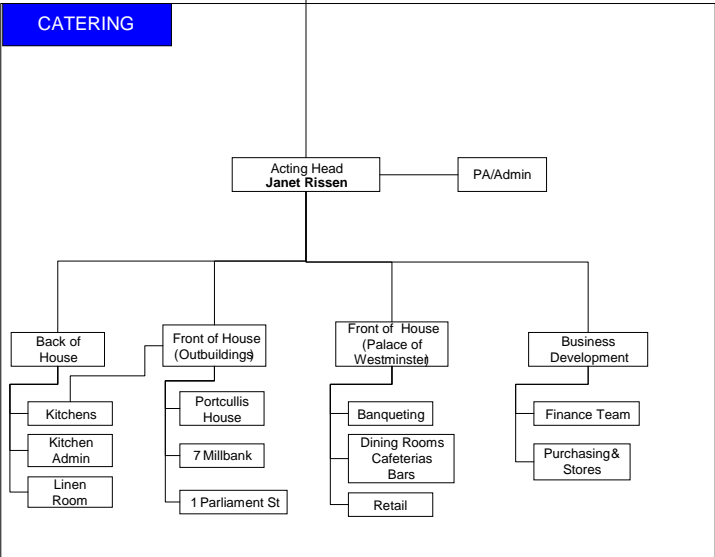 CATERING
Acting Head
Janet Rissen
PA/Admin
Back of
House
Front of House
(Outbuildings)
Front of House
(Palace of
Westminster)
Business
Development
Kitchens
Kitchen
Admin
Linen
Room
Portcullis
House
7 Millbank
1 Parliament St
Banqueting
Dining Rooms
Cafeterias
Bars
Retail
Finance Team
Purchasing&
Stores